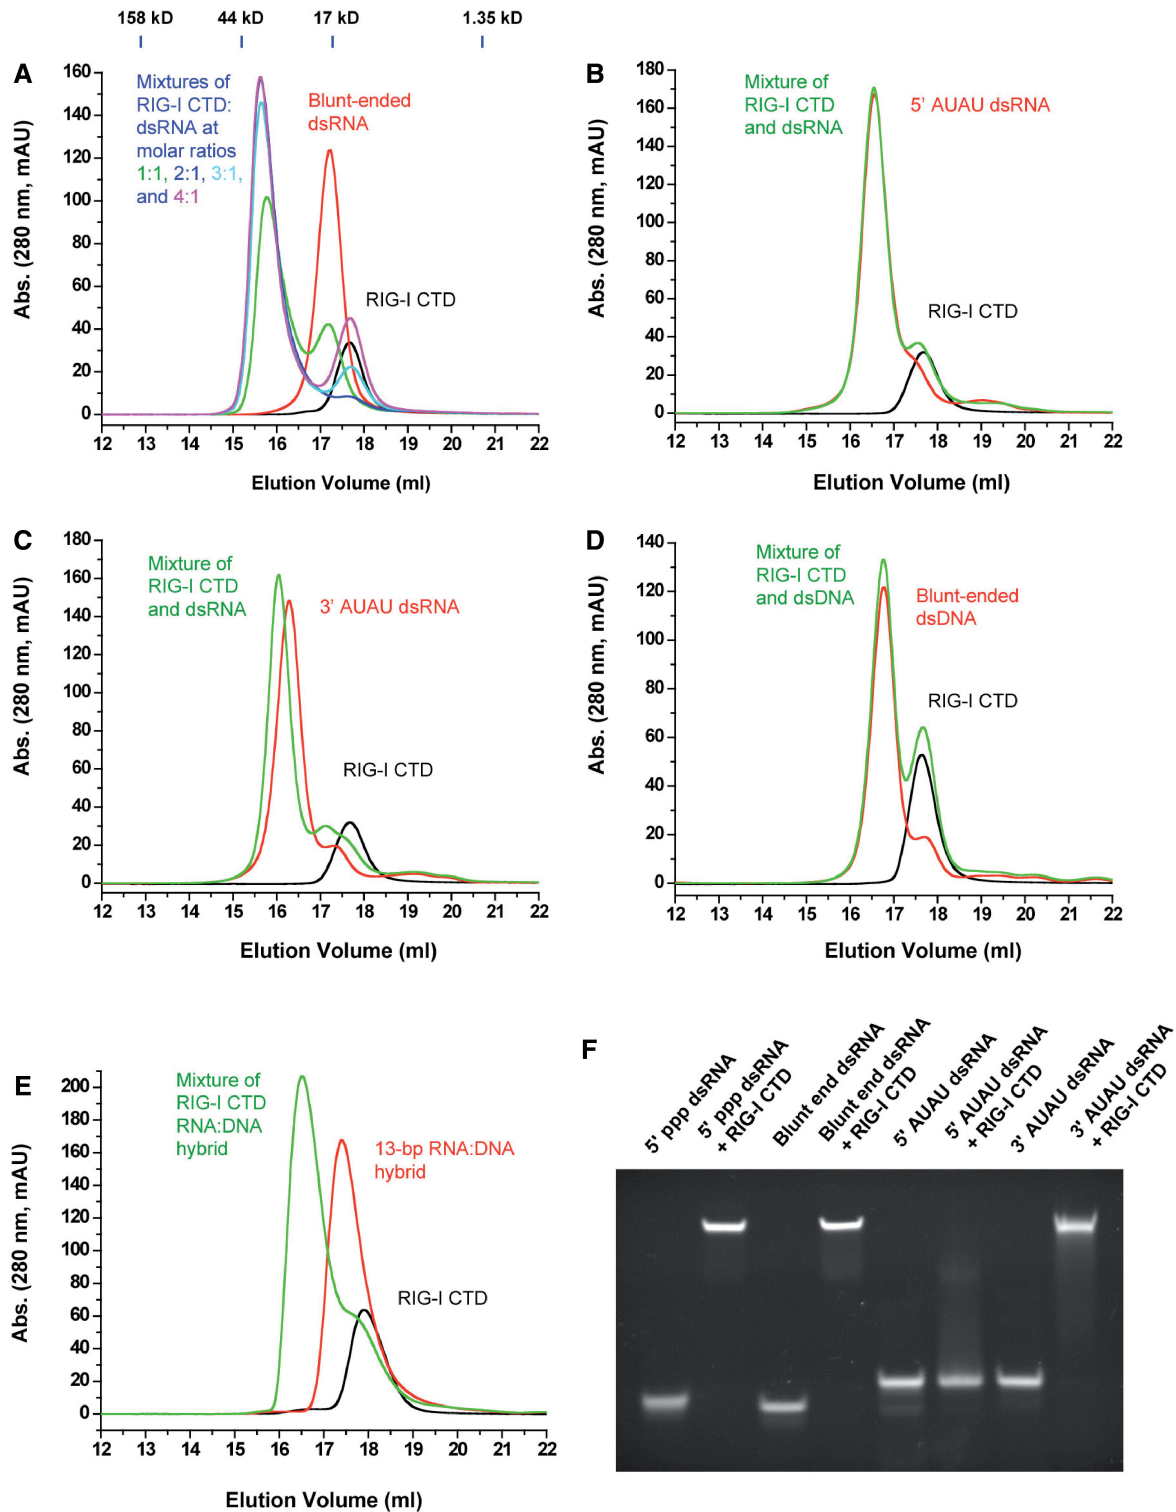 158 kD 44 kD 17 kD 1.35 kD
A
Mixtures of
RIG-I CTD:
dsRNA at
molar ratios
1:1, 2:1, 3:1,
and 4:1
Blunt-ended
dsRNA
RIG-I CTD
Abs. (280 nm, mAU)
160
140
120
100
80
60
40
20
0
12 13 14 15 16 17 18 19 20 21 22
Elution Volume (ml)
B
Mixture of
RIG-I CTD
and dsRNA
5' AUAU dsRNA
RIG-I CTD
Abs. (280 nm, mAU)
180
160
140
120
100
80
60
40
20
0
12 13 14 15 16 17 18 19 20 21 22
Elution Volume (ml)
C
Mixture of
RIG-I CTD
and dsRNA
3' AUAU dsRNA
RIG-I CTD
Abs. (280 nm, mAU)
180
160
140
120
100
80
60
40
20
0
12 13 14 15 16 17 18 19 20 21 22
Elution Volume (ml)
D
Mixture of
RIG-I CTD
and dsDNA
Blunt-ended
dsDNA
RIG-I CTD
Abs. (280 nm, mAU)
140
120
100
80
60
40
20
0
12 13 14 15 16 17 18 19 20 21 22
Elution Volume (ml)
E
Mixture of
RIG-I CTD
RNA:DNA
hybrid
13-bp RNA:DNA
hybrid
RIG-I CTD
Abs. (280 nm, mAU)
200
180
160
140
120
100
80
60
40
20
0
12 13 14 15 16 17 18 19 20 21 22
Elution Volume (ml)
F
5' ppp dsRNA
5' ppp dsRNA
+ RIG-I CTD
Blunt end dsRNA
Blunt end dsRNA
+ RIG-I CTD
5' AUAU dsRNA
5' AUAU dsRNA
+ RIG-I CTD
3' AUAU dsRNA
3' AUAU dsRNA
+ RIG-I CTD